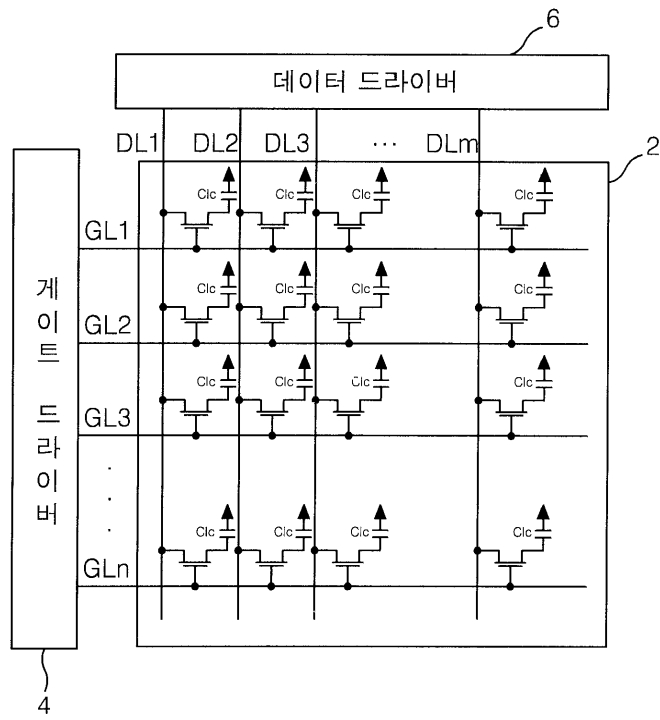 6
데이터 드라이버
DL1 DL2 DL3 ... DLm
2
Clc Clc Clc Clc
GL1
Clc Clc Clc Clc
GL2
Clc Clc Clc Clc
GL3
Clc Clc Clc Clc
GLn
게이트 드라이버
4